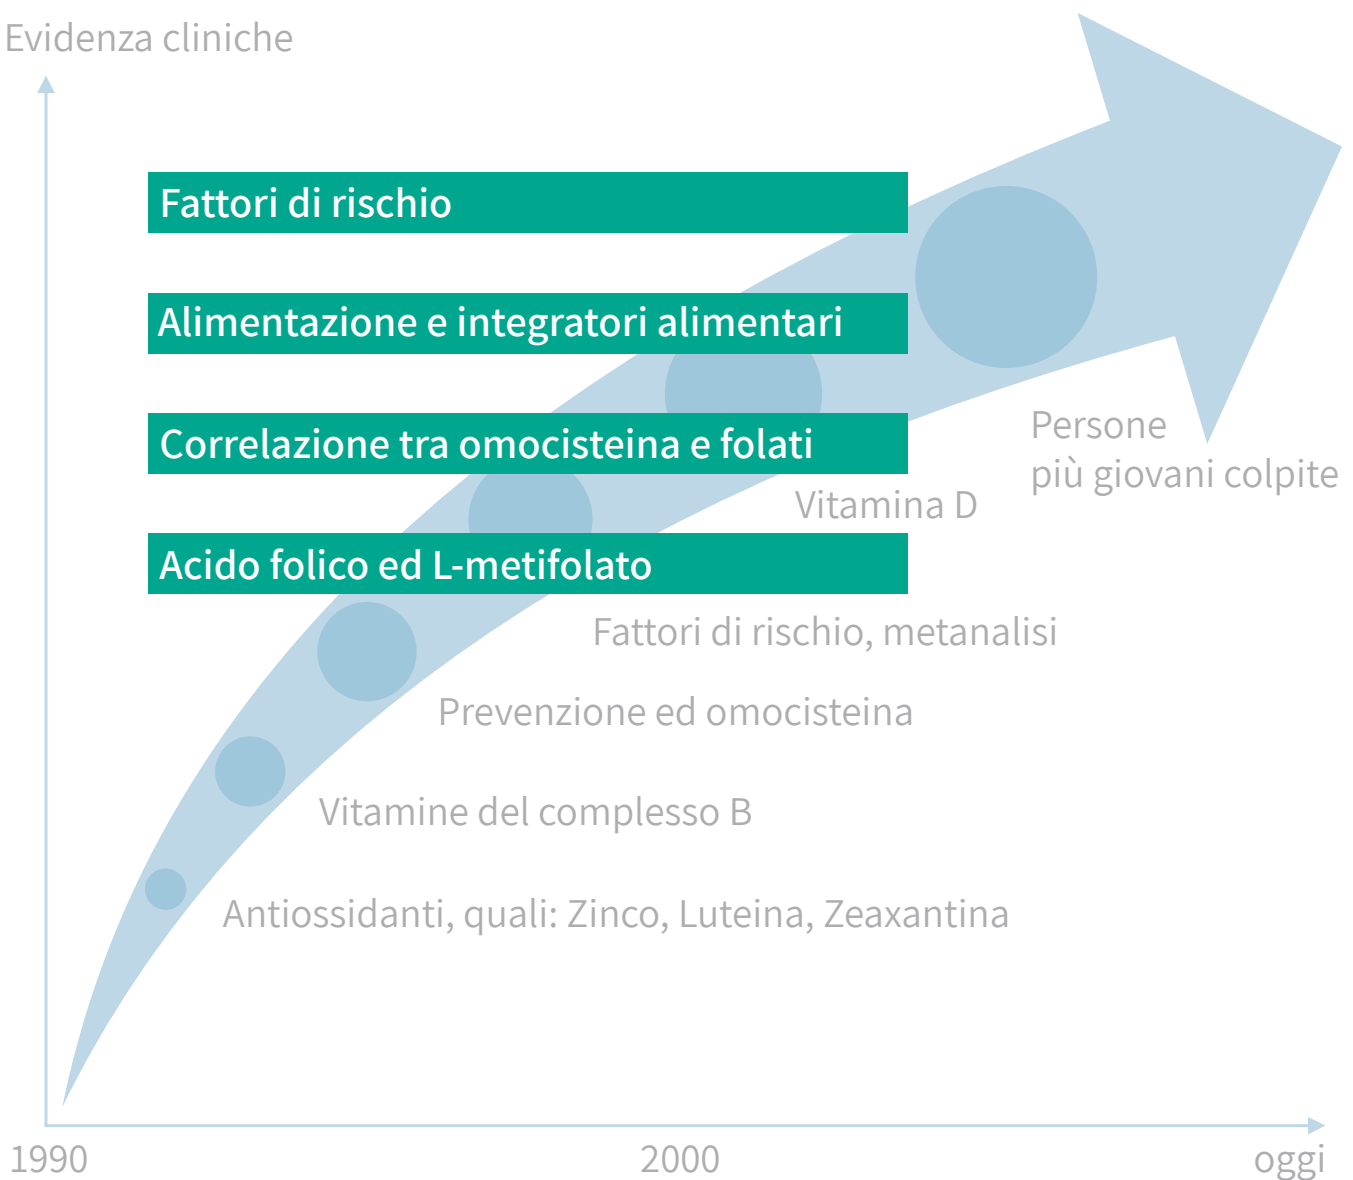 Evidenza cliniche
Fattori di rischio
Alimentazione e integratori alimentari
Correlazione tra omocisteina e folati
Acido folico ed L-metifolato
Persone
più giovani colpite
Vitamina D
Fattori di rischio, metanalisi
Prevenzione ed omocisteina
Vitamine del complesso B
Antiossidanti, quali: Zinco, Luteina, Zeaxantina
1990
2000
oggi